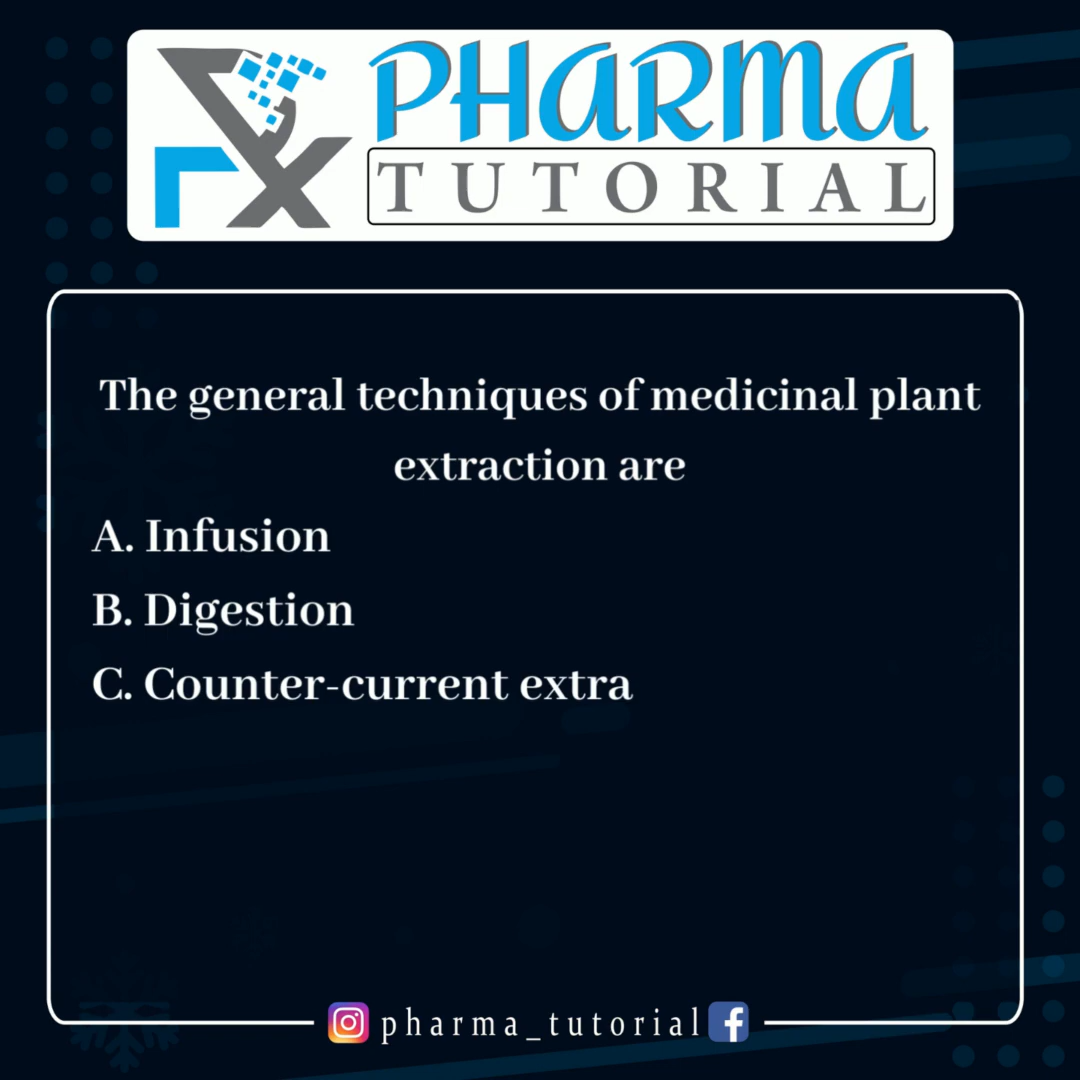 PHARMA
TUTORIAL
The general techniques of medicinal plant
extraction are
A. Infusion
B. Digestion
C. Counter-current extra
pharma_tutorial